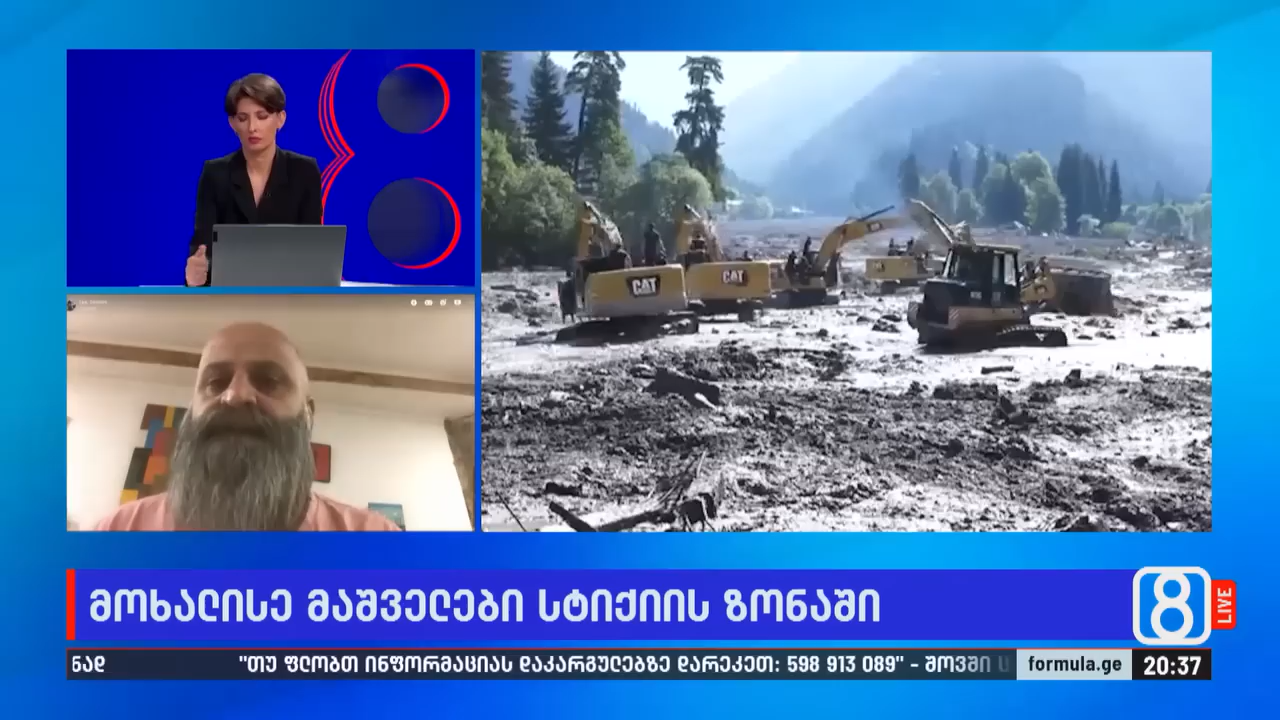 CAT
CAT
მოხალისე მაშველები სტიქიის ზონაში
8
LIVE
ნად "თუ ფლობთ ინფორმაციას დაკარგულებზე დარეკეთ: 598 913 089" - შოვში
formula.ge
20:37